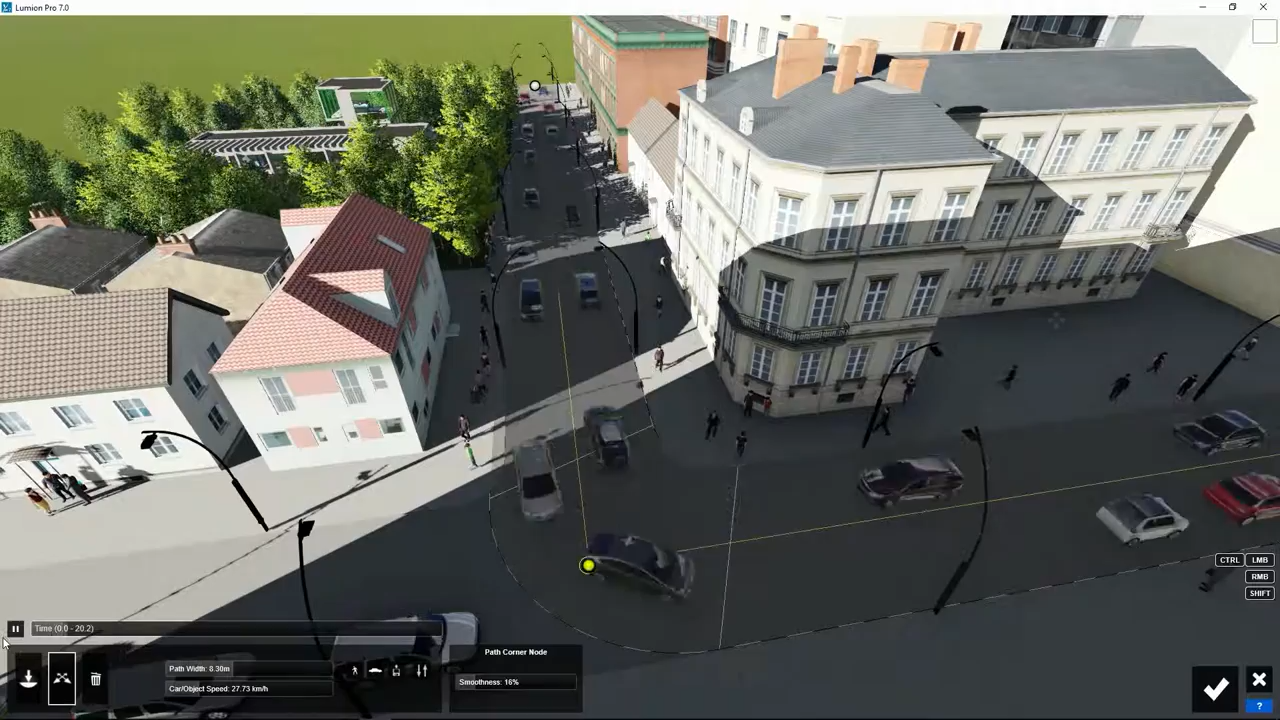 Lumion Pro 7.0
CTRL
LMB
RMB
SHIFT
Time (0.0 - 20.2)
Path Corner Node
Path Width: 8.30m
Smoothness: 16%
Car/Object Speed: 27.73 km/h
?